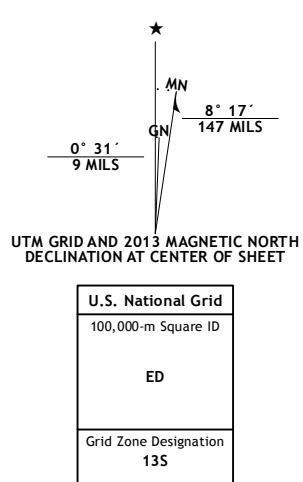 ★
MN
GN
8° 17´
147 MILS
0° 31´
9 MILS
UTM GRID AND 2013 MAGNETIC NORTH
DECLINATION AT CENTER OF SHEET
U.S. National Grid
100,000-m Square ID
ED
Grid Zone Designation
13S